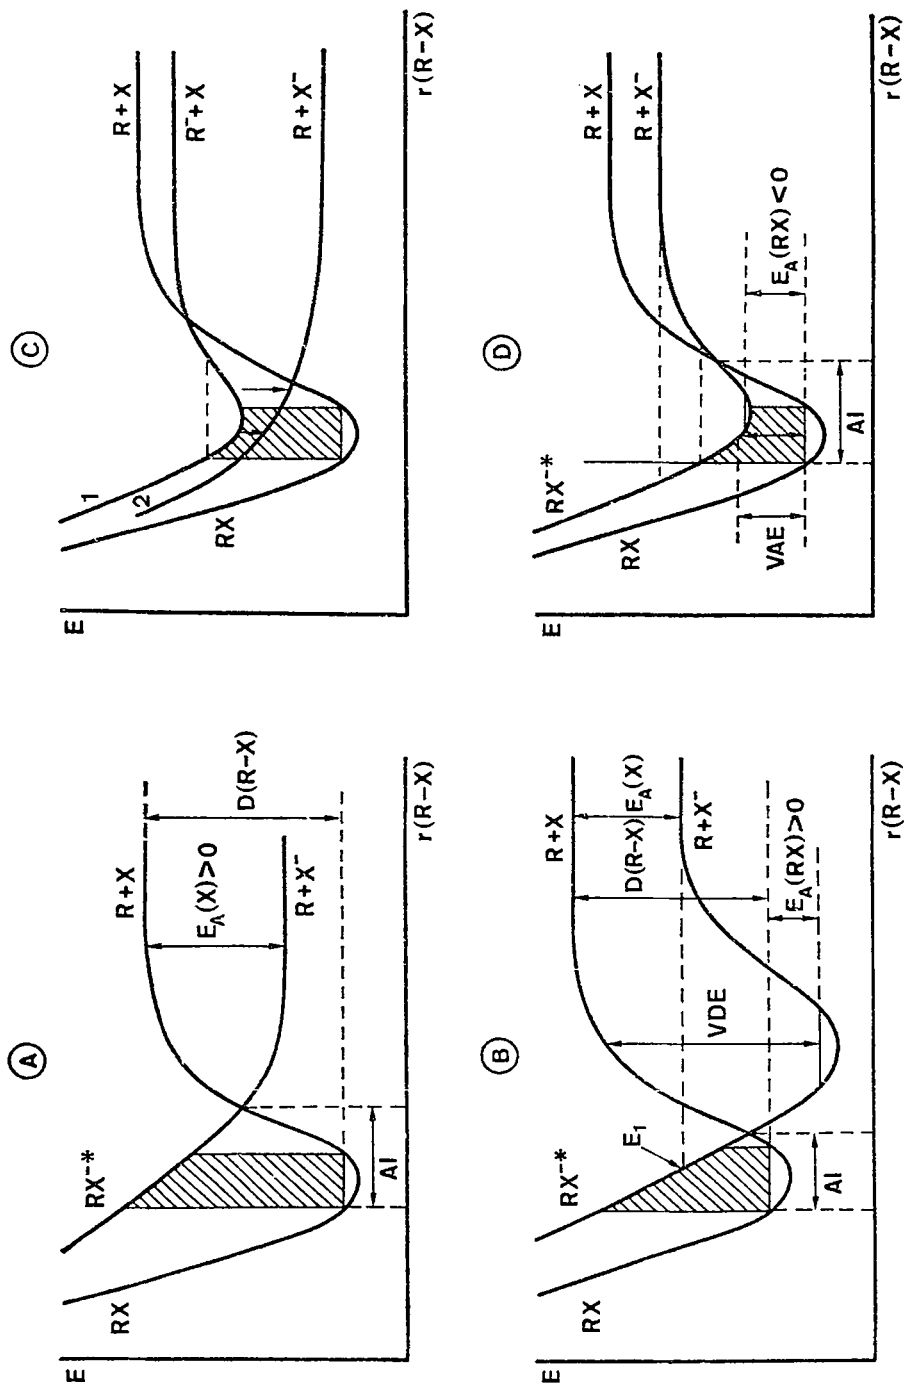 A
E
RX
RX⁻*
R+X
E_A(X)>0
R+X⁻
D(R-X)
AI
r(R-X)
B
E
RX
RX⁻*
E₁
VDE
R+X
D(R-X)
E_A(X)
R+X⁻
E_A(RX)>0
AI
r(R-X)
C
E
1
2
RX
R+X
R⁻+X
R+X⁻
r(R-X)
D
E
RX⁻*
RX
VAE
R+X
R+X⁻
E_A(RX)<0
AI
r(R-X)